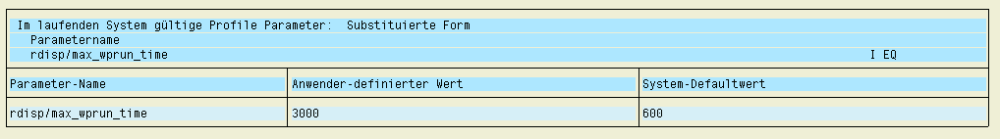 Im laufenden System gültige Profile Parameter: Substituierte Form
Parametername
rdisp/max_wprun_time I EQ
Parameter-Name Anwender-definierter Wert System-Defaultwert
rdisp/max_wprun_time 3000 600